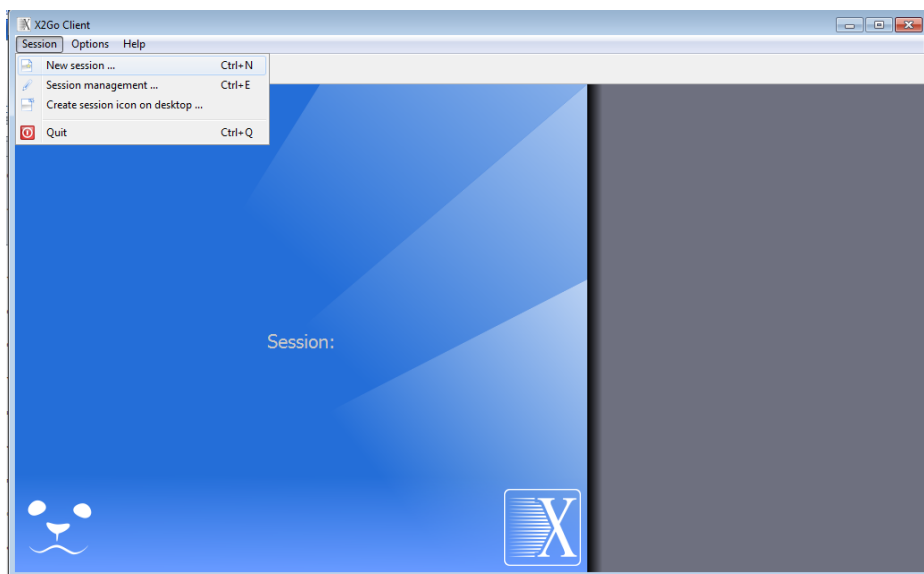 X2Go Client
Session Options Help
New session ... Ctrl+N
Session management ... Ctrl+E
Create session icon on desktop ...
Quit Ctrl+Q
Session:
X